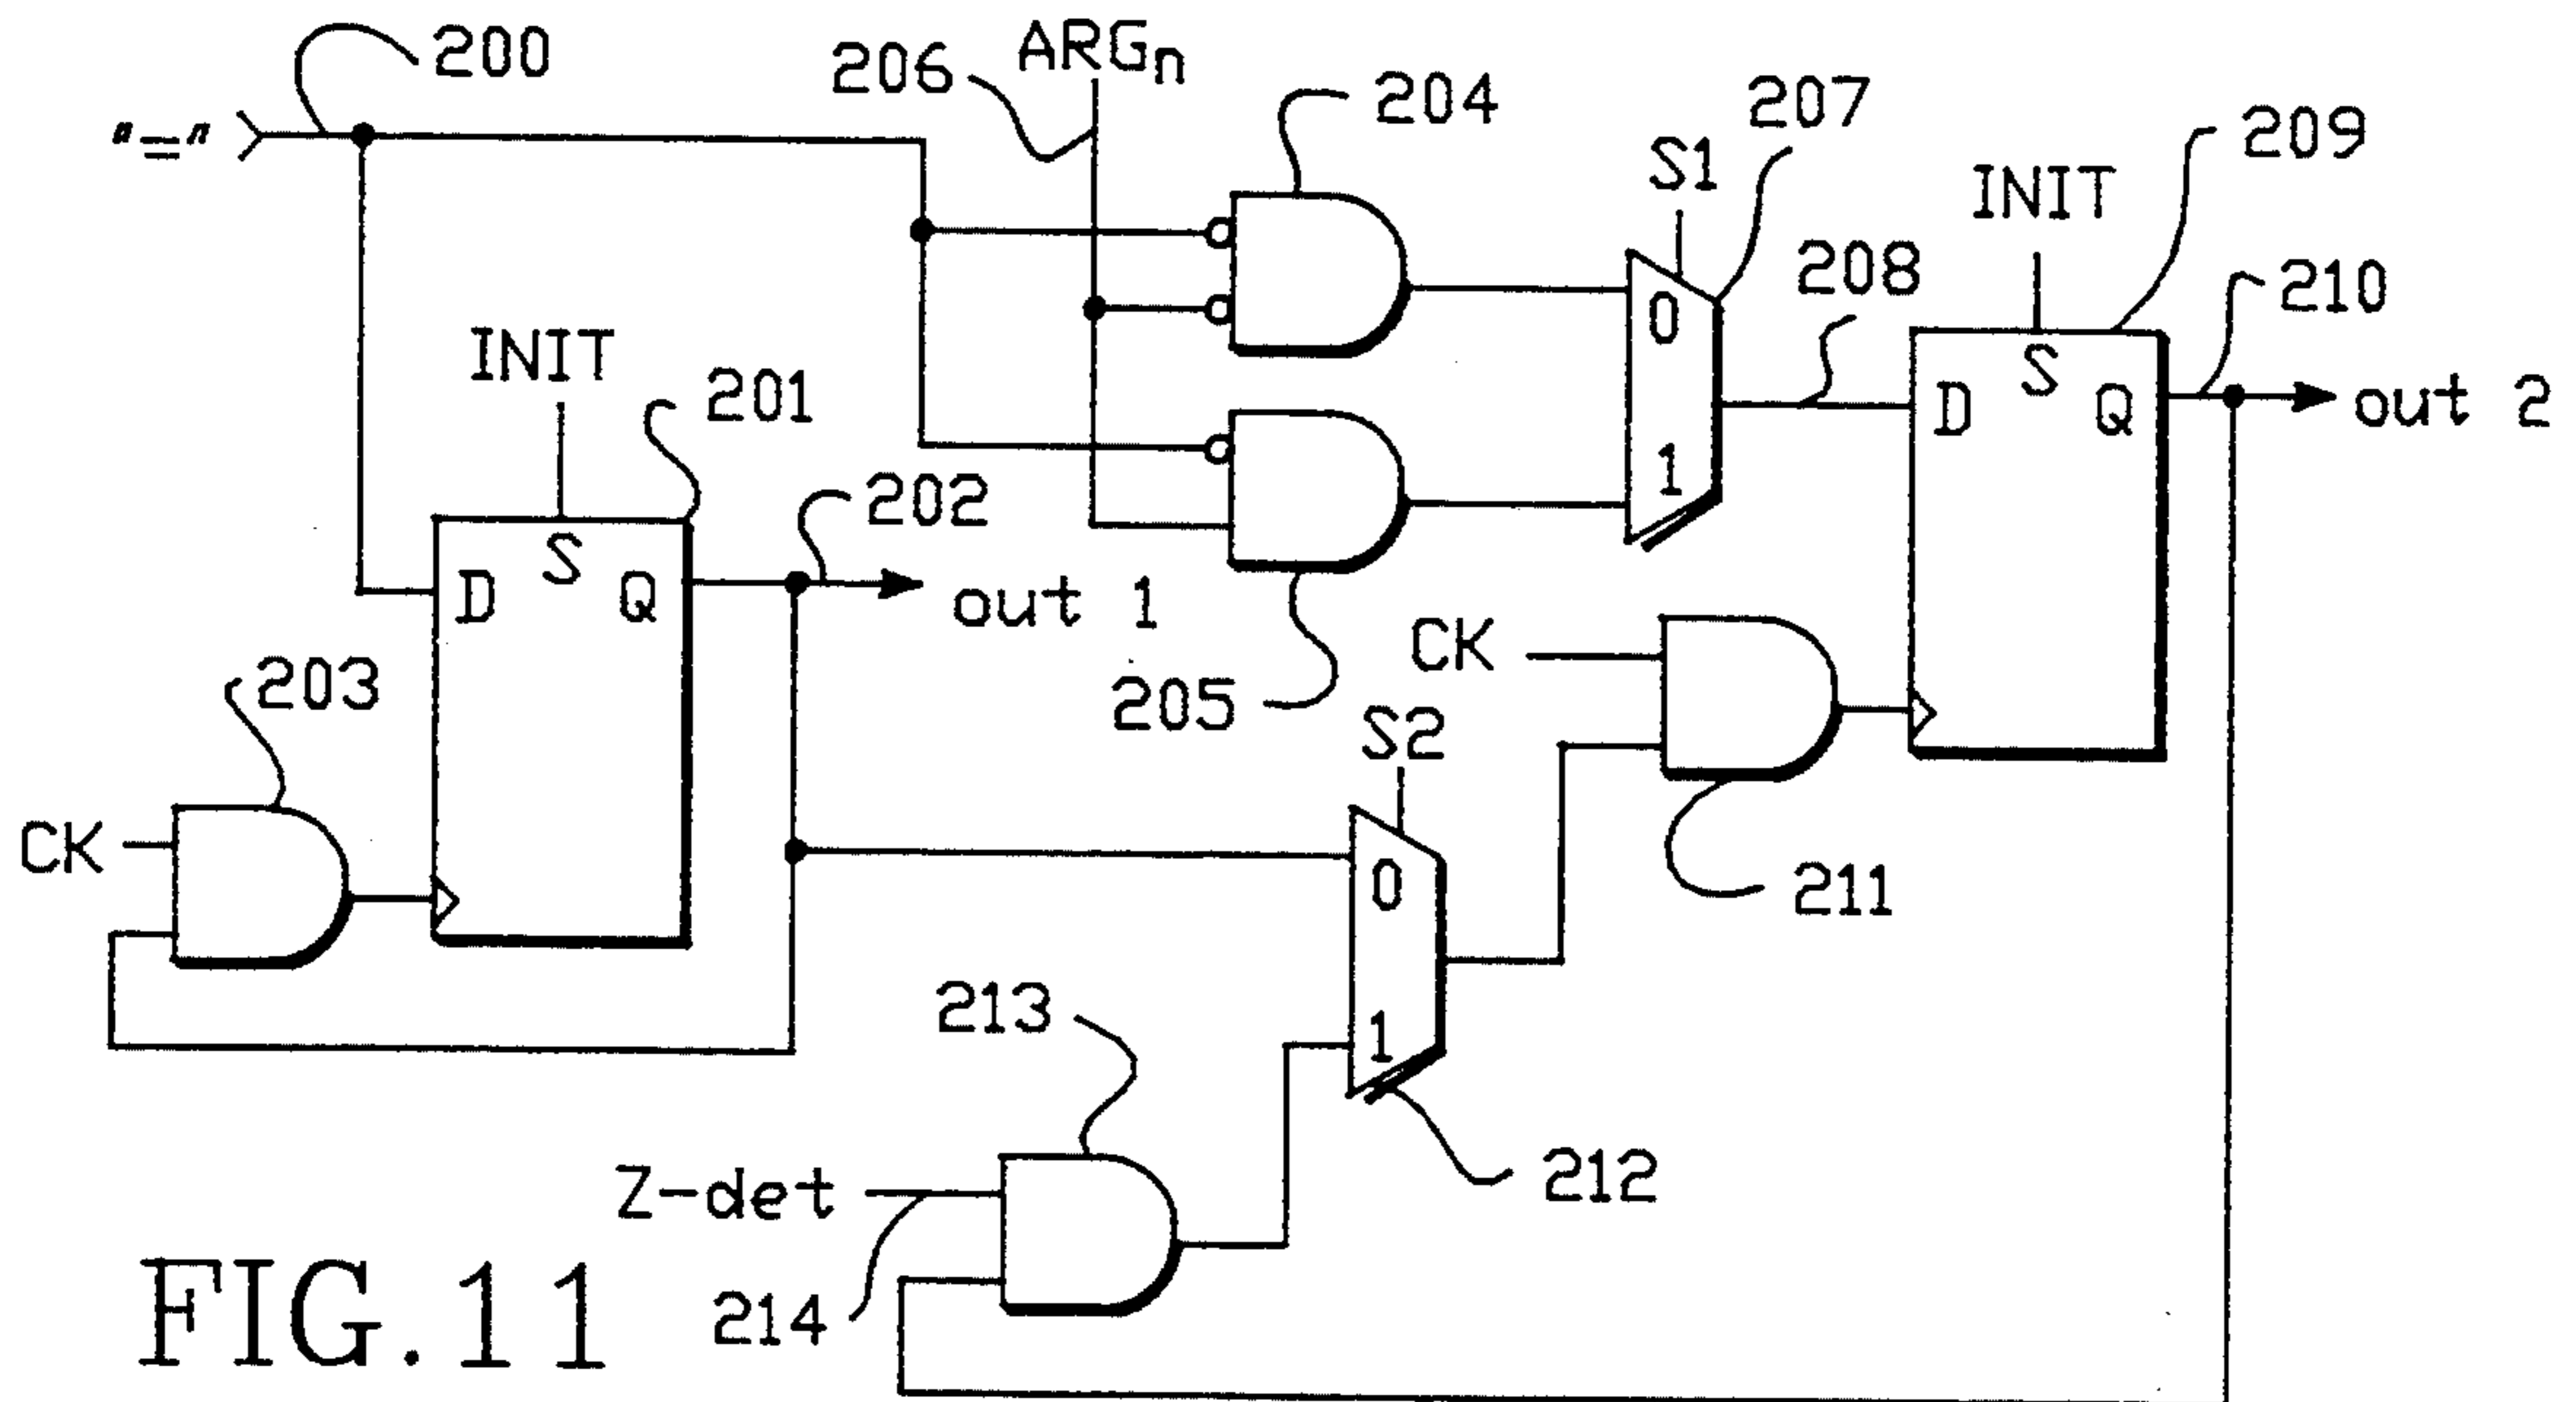 200
"="
206
ARGn
204
207
S1
209
INIT
208
210
0
1
S
D
Q
out 2
INIT
201
202
S
D
Q
out 1
205
203
CK
CK
S2
211
0
1
213
212
Z-det
214
FIG.11